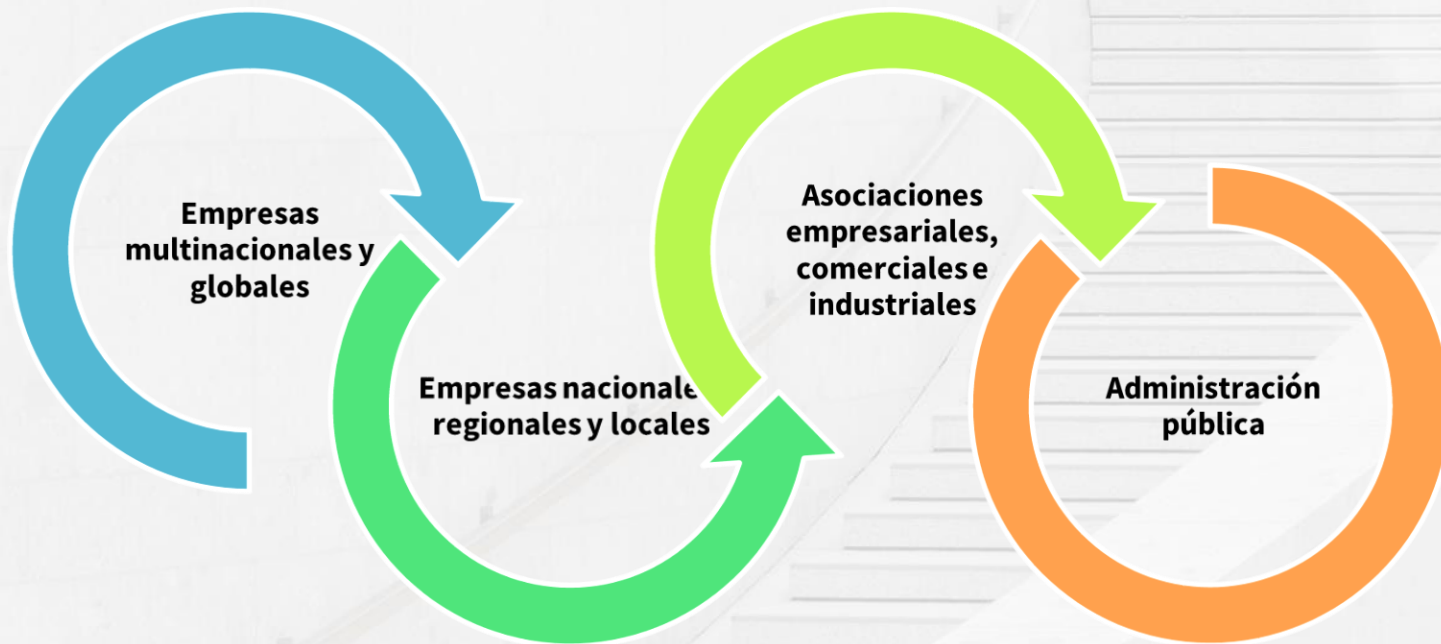 Empresas
multinacionales y
globales
Empresas nacionale
regionales y locales
Asociaciones
empresariales,
comerciales e
industriales
Administración
pública